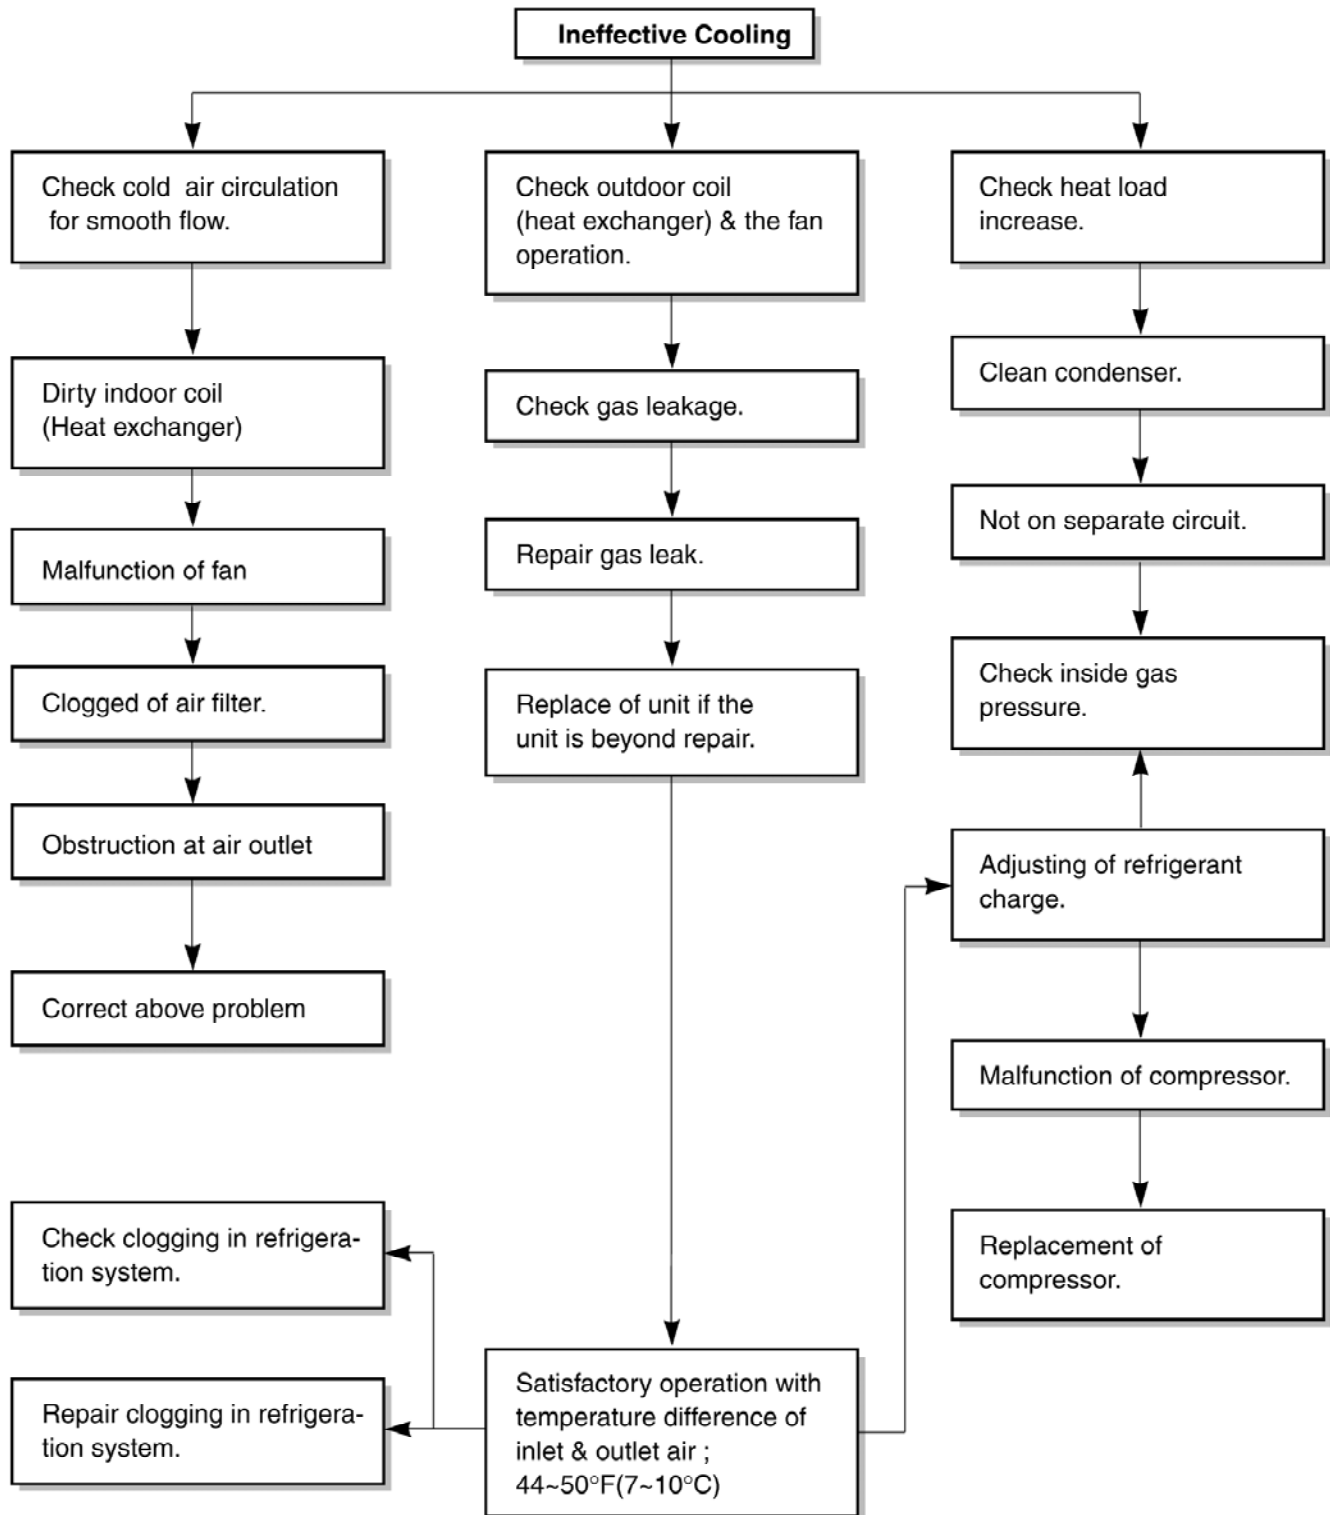 Ineffective Cooling
Check cold air circulation
for smooth flow.
Dirty indoor coil
(Heat exchanger)
Malfunction of fan
Clogged of air filter.
Obstruction at air outlet
Correct above problem
Check outdoor coil
(heat exchanger) & the fan
operation.
Check gas leakage.
Repair gas leak.
Replace of unit if the
unit is beyond repair.
Check heat load
increase.
Clean condenser.
Not on separate circuit.
Check inside gas
pressure.
Adjusting of refrigerant
charge.
Malfunction of compressor.
Replacement of
compressor.
Check clogging in refrigera-
tion system.
Repair clogging in refrigera-
tion system.
Satisfactory operation with
temperature difference of
inlet & outlet air ;
44~50°F(7~10°C)